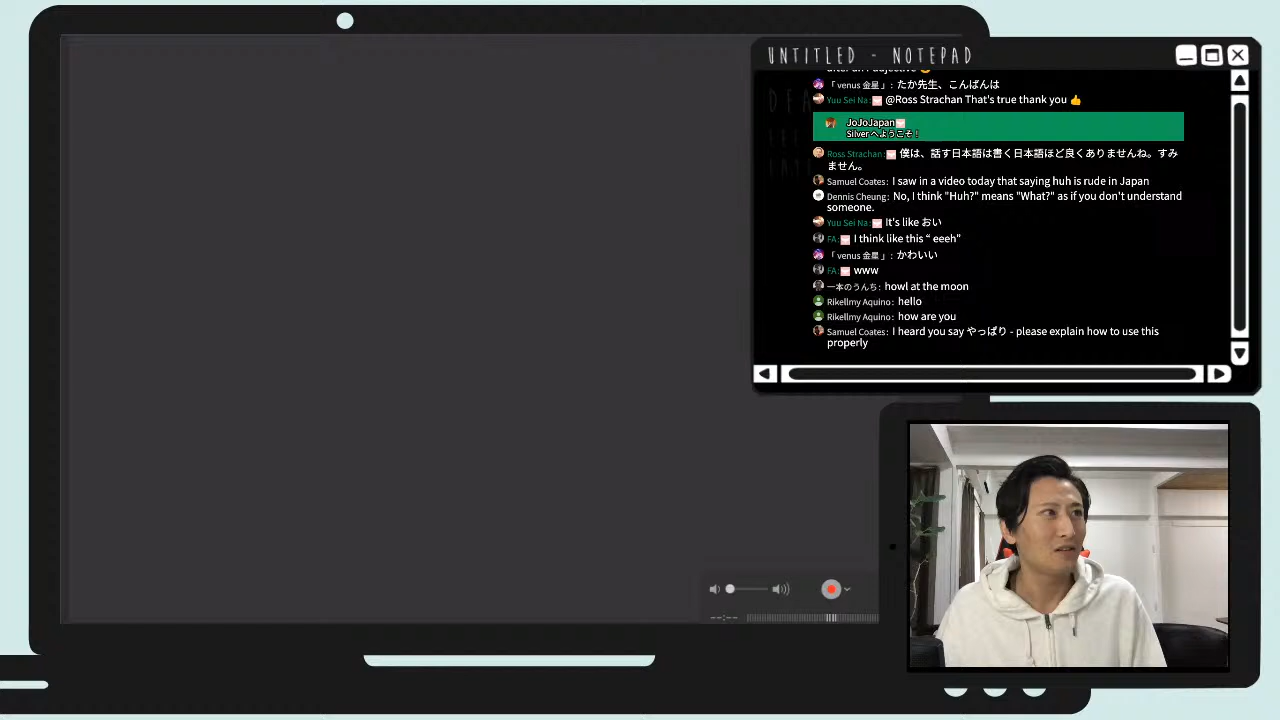 UNTITLED - NOTEPAD
「venus 金星」: たか先生、こんばんは
Yuu Sei Na: @Ross Strachan That's true thank you 👍
JoJoJapan
Silverへようこそ！
Ross Strachan: 僕は、話す日本語は書く日本語ほど良くありませんね。すみ
ません。
Samuel Coates: I saw in a video today that saying huh is rude in Japan
Dennis Cheung: No, I think "Huh?" means "What?" as if you don't understand
someone.
Yuu Sei Na: It's like おい
FA: I think like this “ eeeh”
「venus 金星」: かわいい
FA: www
一本のうんち: howl at the moon
Rikellmy Aquino: hello
Rikellmy Aquino: how are you
Samuel Coates: I heard you say やっぱり - please explain how to use this
properly
--:--